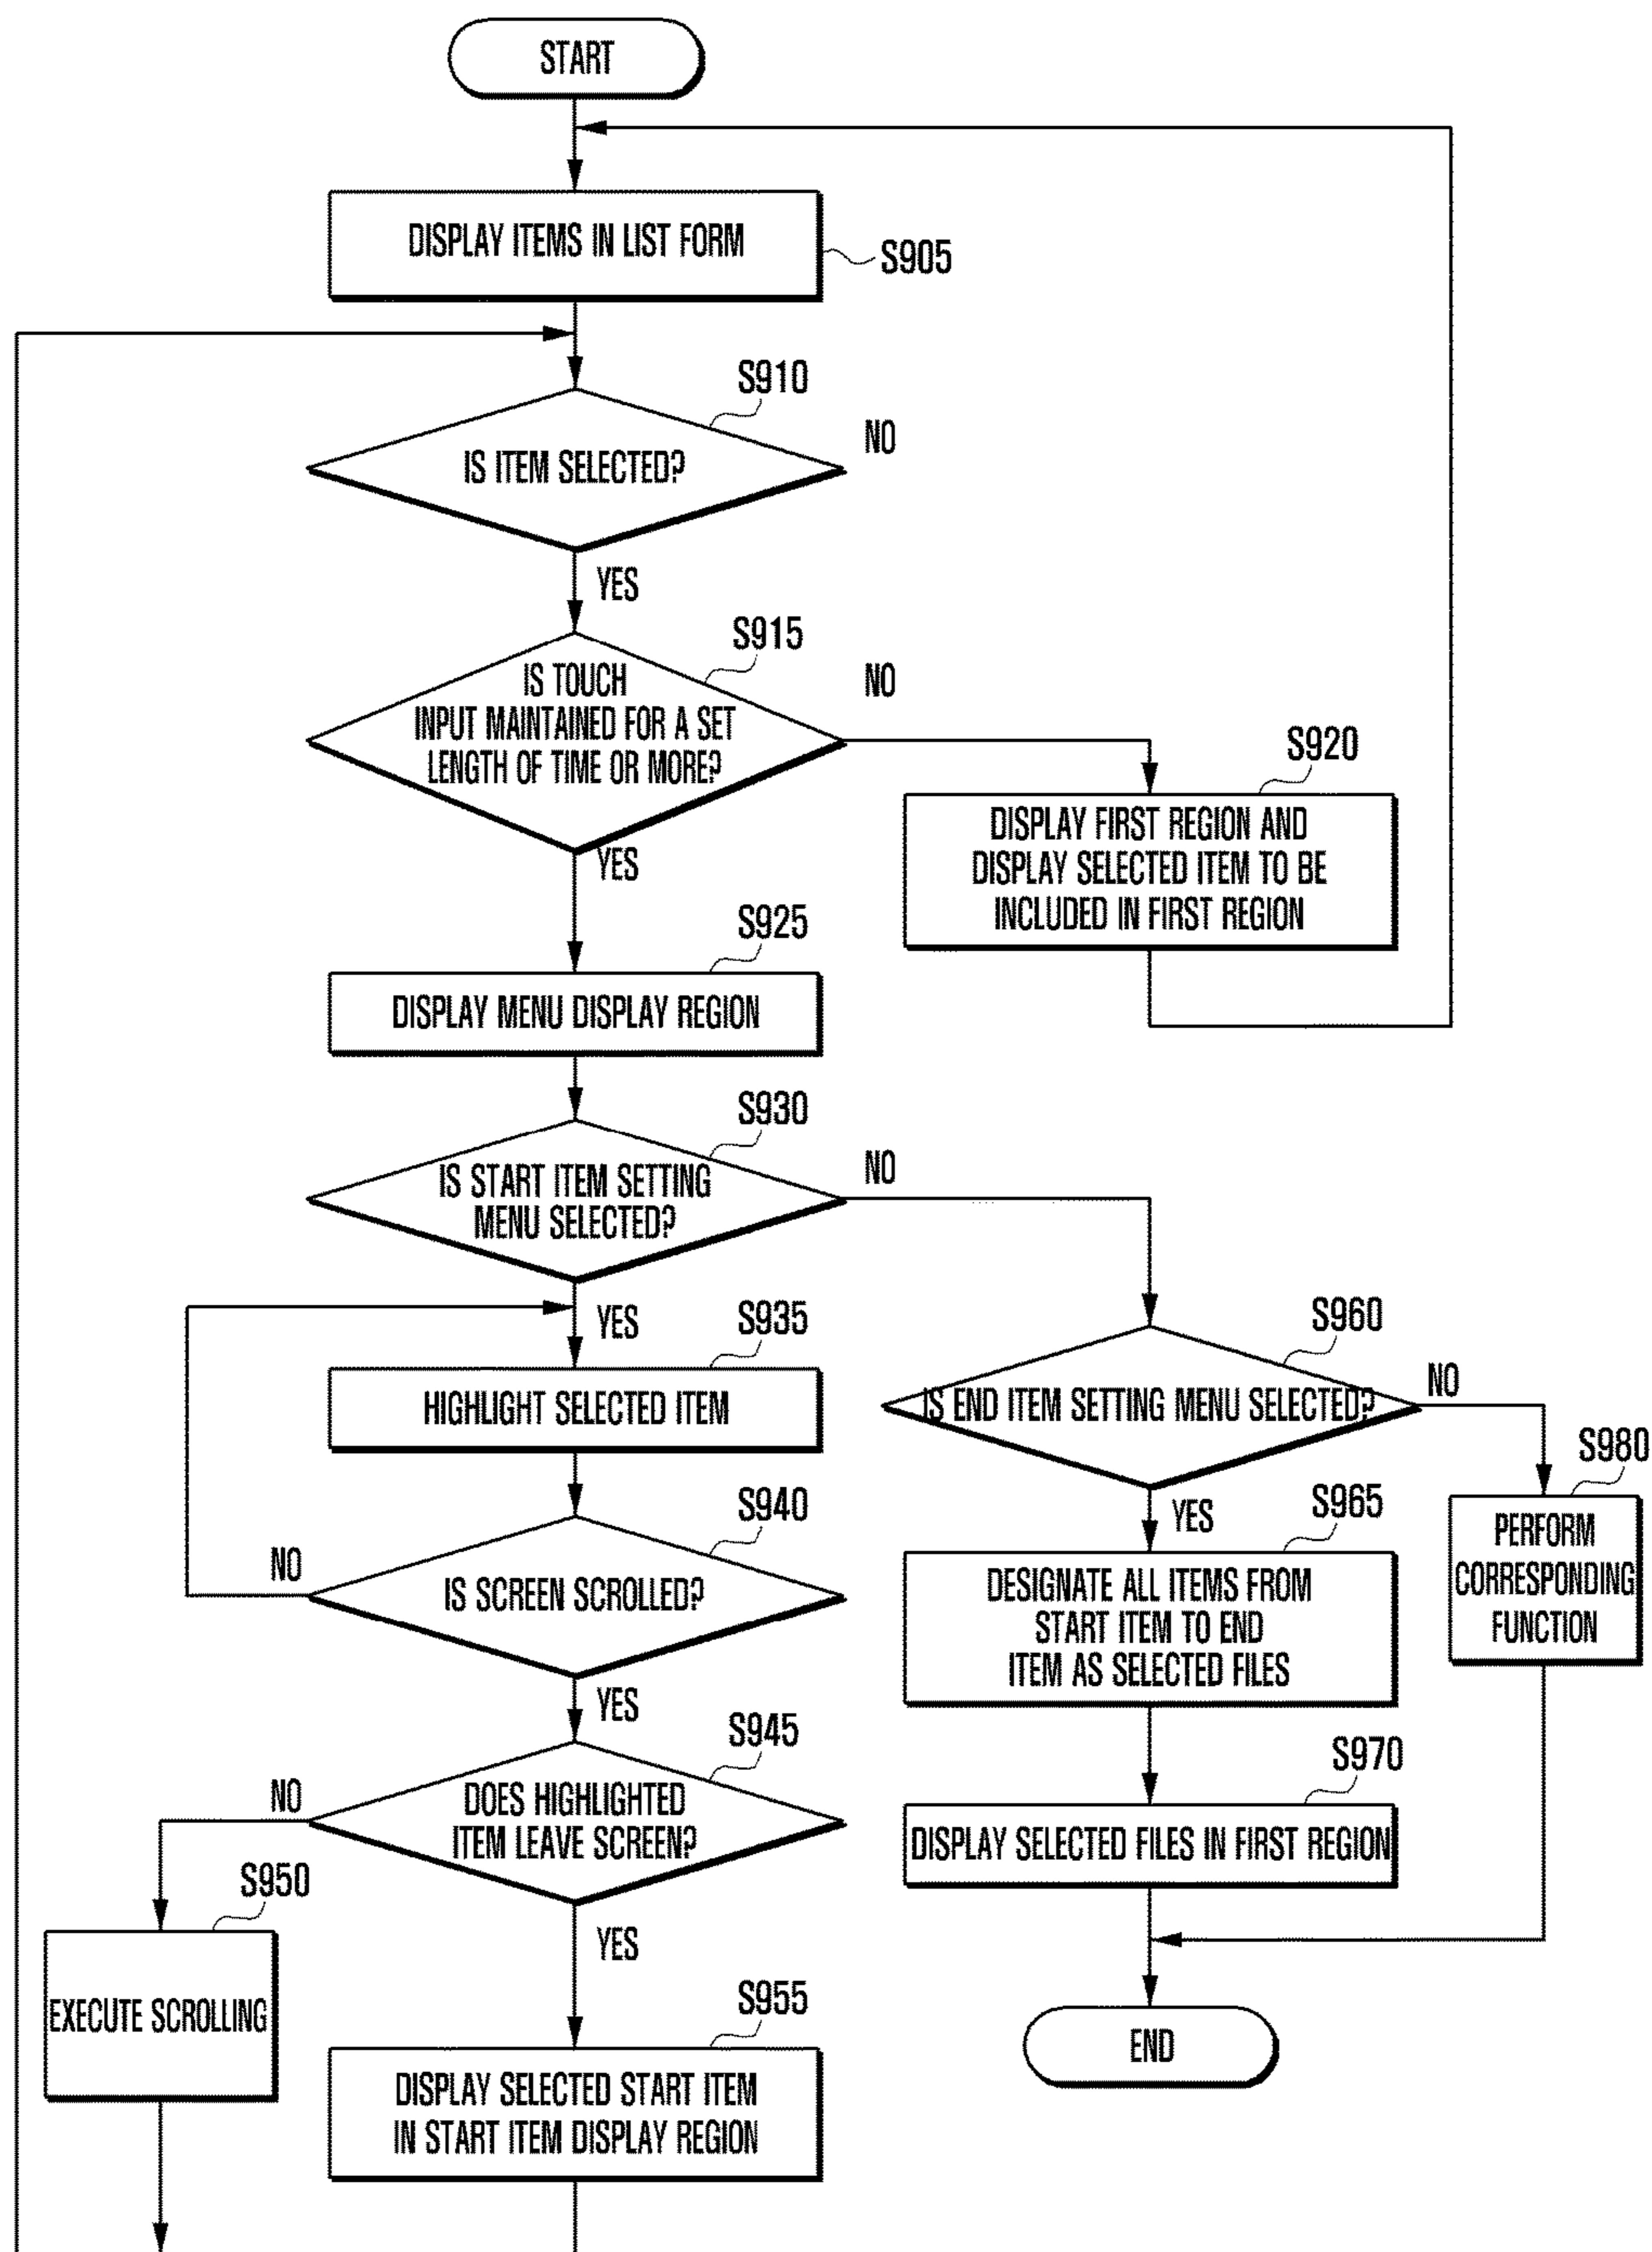 START
DISPLAY ITEMS IN LIST FORM
S905
S910
NO
IS ITEM SELECTED?
YES
S915
NO
IS TOUCH
INPUT MAINTAINED FOR A SET
LENGTH OF TIME OR MORE?
YES
S920
DISPLAY FIRST REGION AND
DISPLAY SELECTED ITEM TO BE
INCLUDED IN FIRST REGION
S925
DISPLAY MENU DISPLAY REGION
S930
NO
IS START ITEM SETTING
MENU SELECTED?
YES
S935
HIGHLIGHT SELECTED ITEM
S940
NO
IS SCREEN SCROLLED?
YES
S945
NO
DOES HIGHLIGHTED
ITEM LEAVE SCREEN?
S950
YES
EXECUTE SCROLLING
S955
DISPLAY SELECTED START ITEM
IN START ITEM DISPLAY REGION
S960
NO
IS END ITEM SETTING MENU SELECTED?
S980
PERFORM
CORRESPONDING
FUNCTION
YES
S965
DESIGNATE ALL ITEMS FROM
START ITEM TO END
ITEM AS SELECTED FILES
S970
DISPLAY SELECTED FILES IN FIRST REGION
END